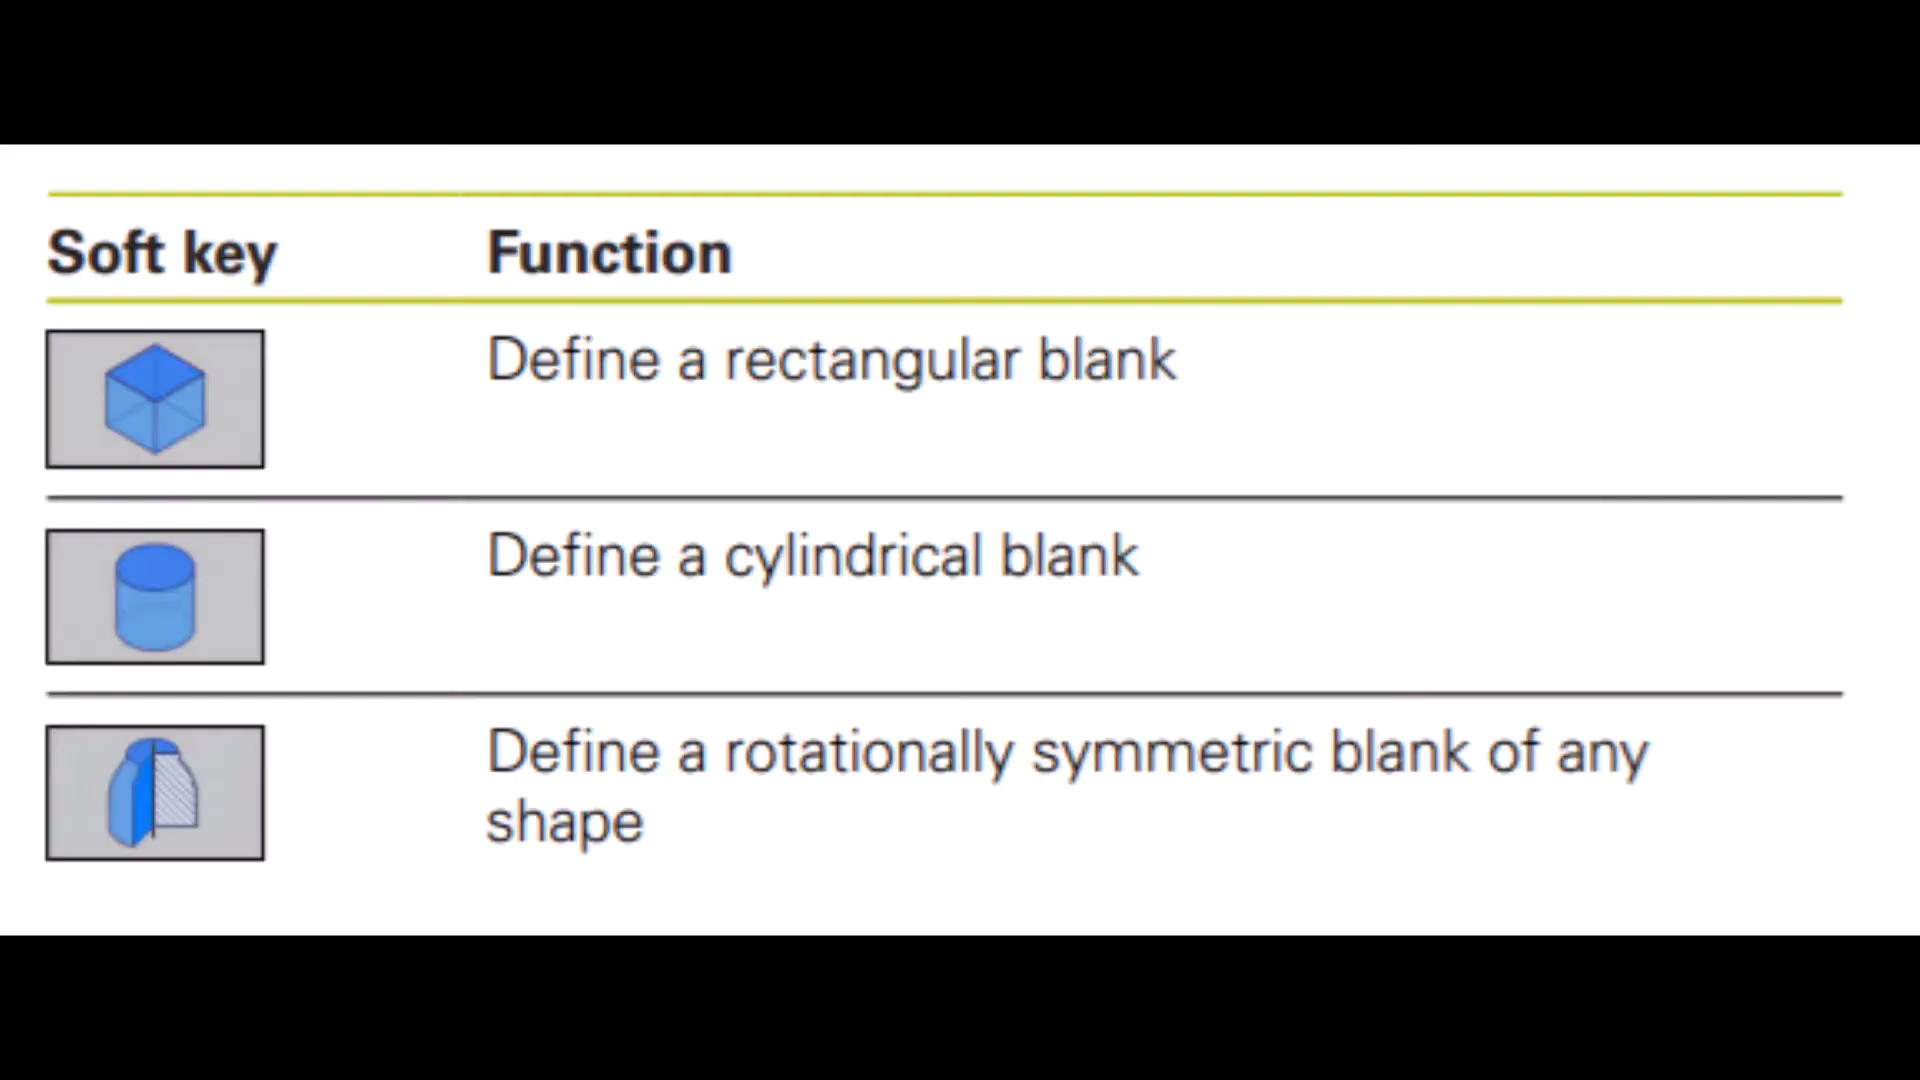 Soft key Function
Define a rectangular blank
Define a cylindrical blank
Define a rotationally symmetric blank of any
shape